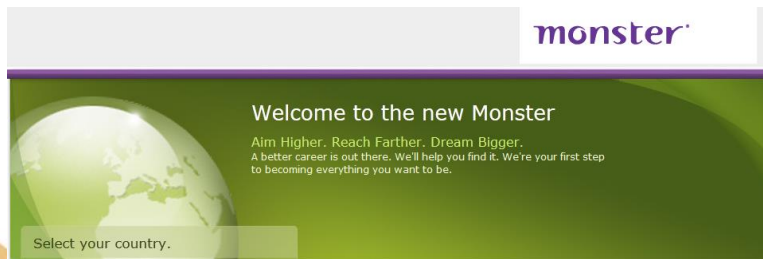 monster
Welcome to the new Monster
Aim Higher. Reach Farther. Dream Bigger.
A better career is out there. We'll help you find it. We're your first step
to becoming everything you want to be.
Select your country.